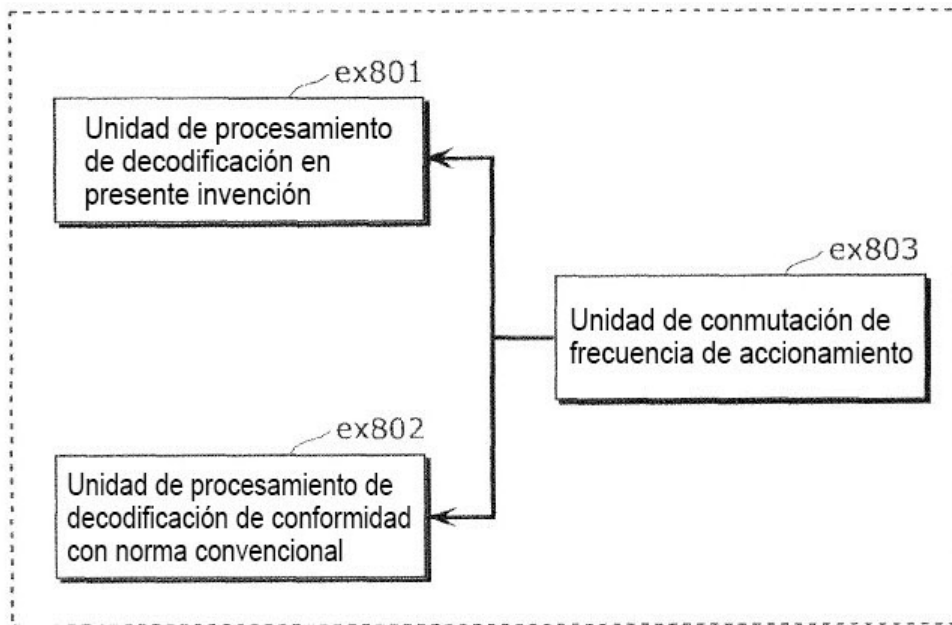 ex801
Unidad de procesamiento
de decodificación en
presente invención
ex803
Unidad de conmutación de
frecuencia de accionamiento
ex802
Unidad de procesamiento de
decodificación de conformidad
con norma convencional